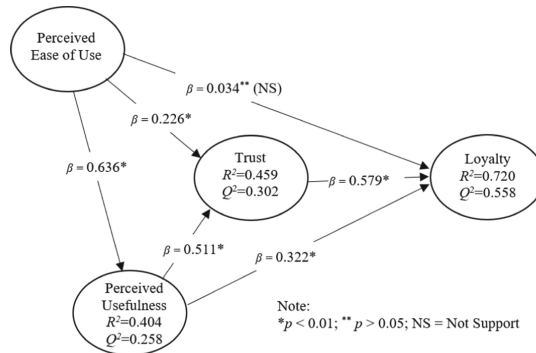 Perceived
Ease of Use
β = 0.034** (NS)
β = 0.226*
β = 0.636*
Trust
R²=0.459
Q²=0.302
Loyalty
R²=0.720
Q²=0.558
β = 0.579*
β = 0.511*
β = 0.322*
Perceived
Usefulness
R²=0.404
Q²=0.258
Note:
*p < 0.01; ** p > 0.05; NS = Not Support